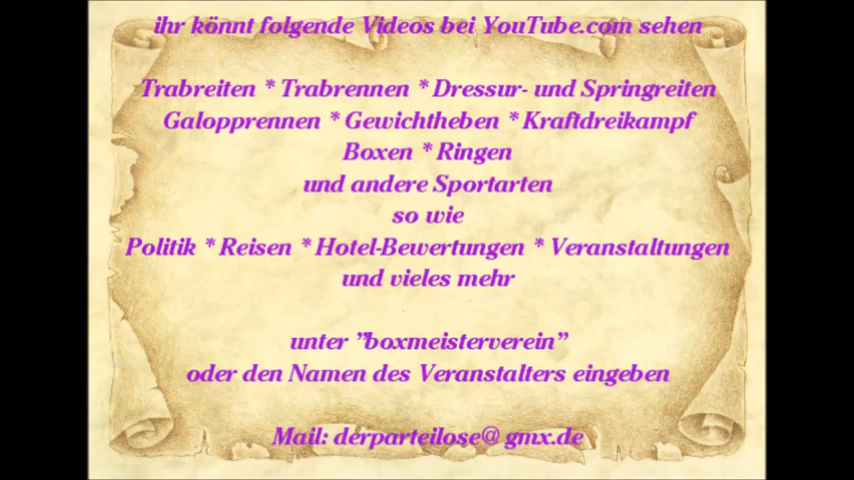 ihr könnt folgende Videos bei YouTube.com sehen
Trabreiten * Trabrennen * Dressur- und Springreiten
Galopprennen * Gewichtheben * Kraftdreikampf
Boxen * Ringen
und andere Sportarten
so wie
Politik * Reisen * Hotel-Bewertungen * Veranstaltungen
und vieles mehr
unter "boxmeisterverein"
oder den Namen des Veranstalters eingeben
Mail: derparteilose@gmx.de